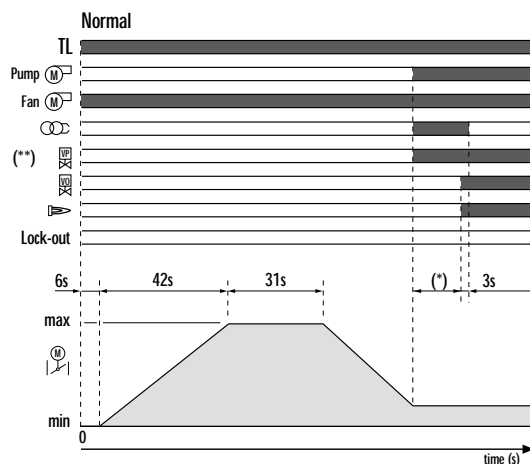 Normal
TL
Pump M
Fan M
(**) VP
VO
Lock-out
6s 42s 31s (*) 3s
max
M
min
0
time (s)